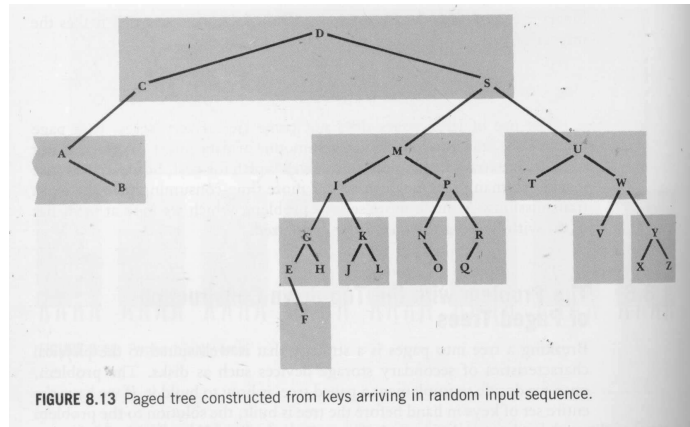 D
C S
A M U
B I P T W
G K N R V Y
E H J L O Q X Z
F
FIGURE 8.13 Paged tree constructed from keys arriving in random input sequence.